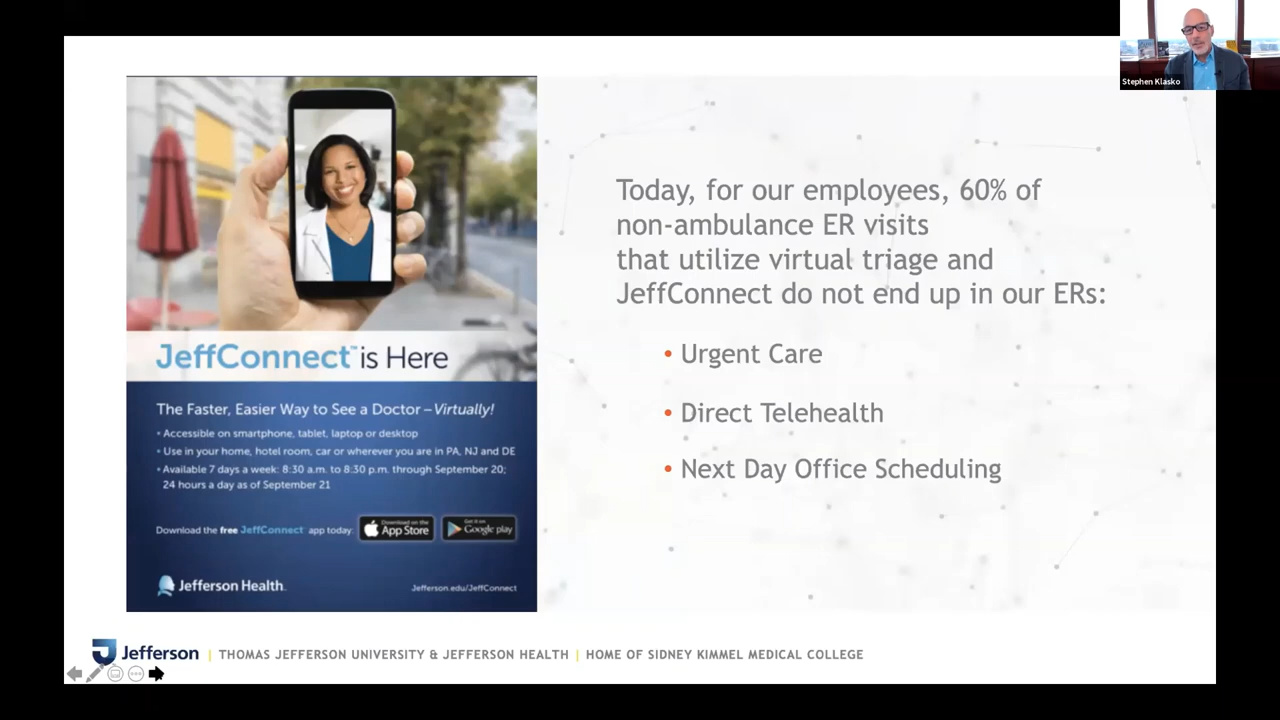 Stephen Klasko
Today, for our employees, 60% of
non-ambulance ER visits
that utilize virtual triage and
JeffConnect do not end up in our ERs:
• Urgent Care
• Direct Telehealth
• Next Day Office Scheduling
JeffConnect™ is Here
The Faster, Easier Way to See a Doctor – Virtually!
• Accessible on smartphone, tablet, laptop or desktop
• Use in your home, hotel room, car or wherever you are in PA, NJ and DE
• Available 7 days a week: 8:30 a.m. to 8:30 p.m. through September 20;
24 hours a day as of September 21
Download the free JeffConnect™ app today:
Download on the
App Store
Get it on
Google play
Jefferson Health.
Jefferson.edu/JeffConnect
Jefferson | THOMAS JEFFERSON UNIVERSITY & JEFFERSON HEALTH | HOME OF SIDNEY KIMMEL MEDICAL COLLEGE